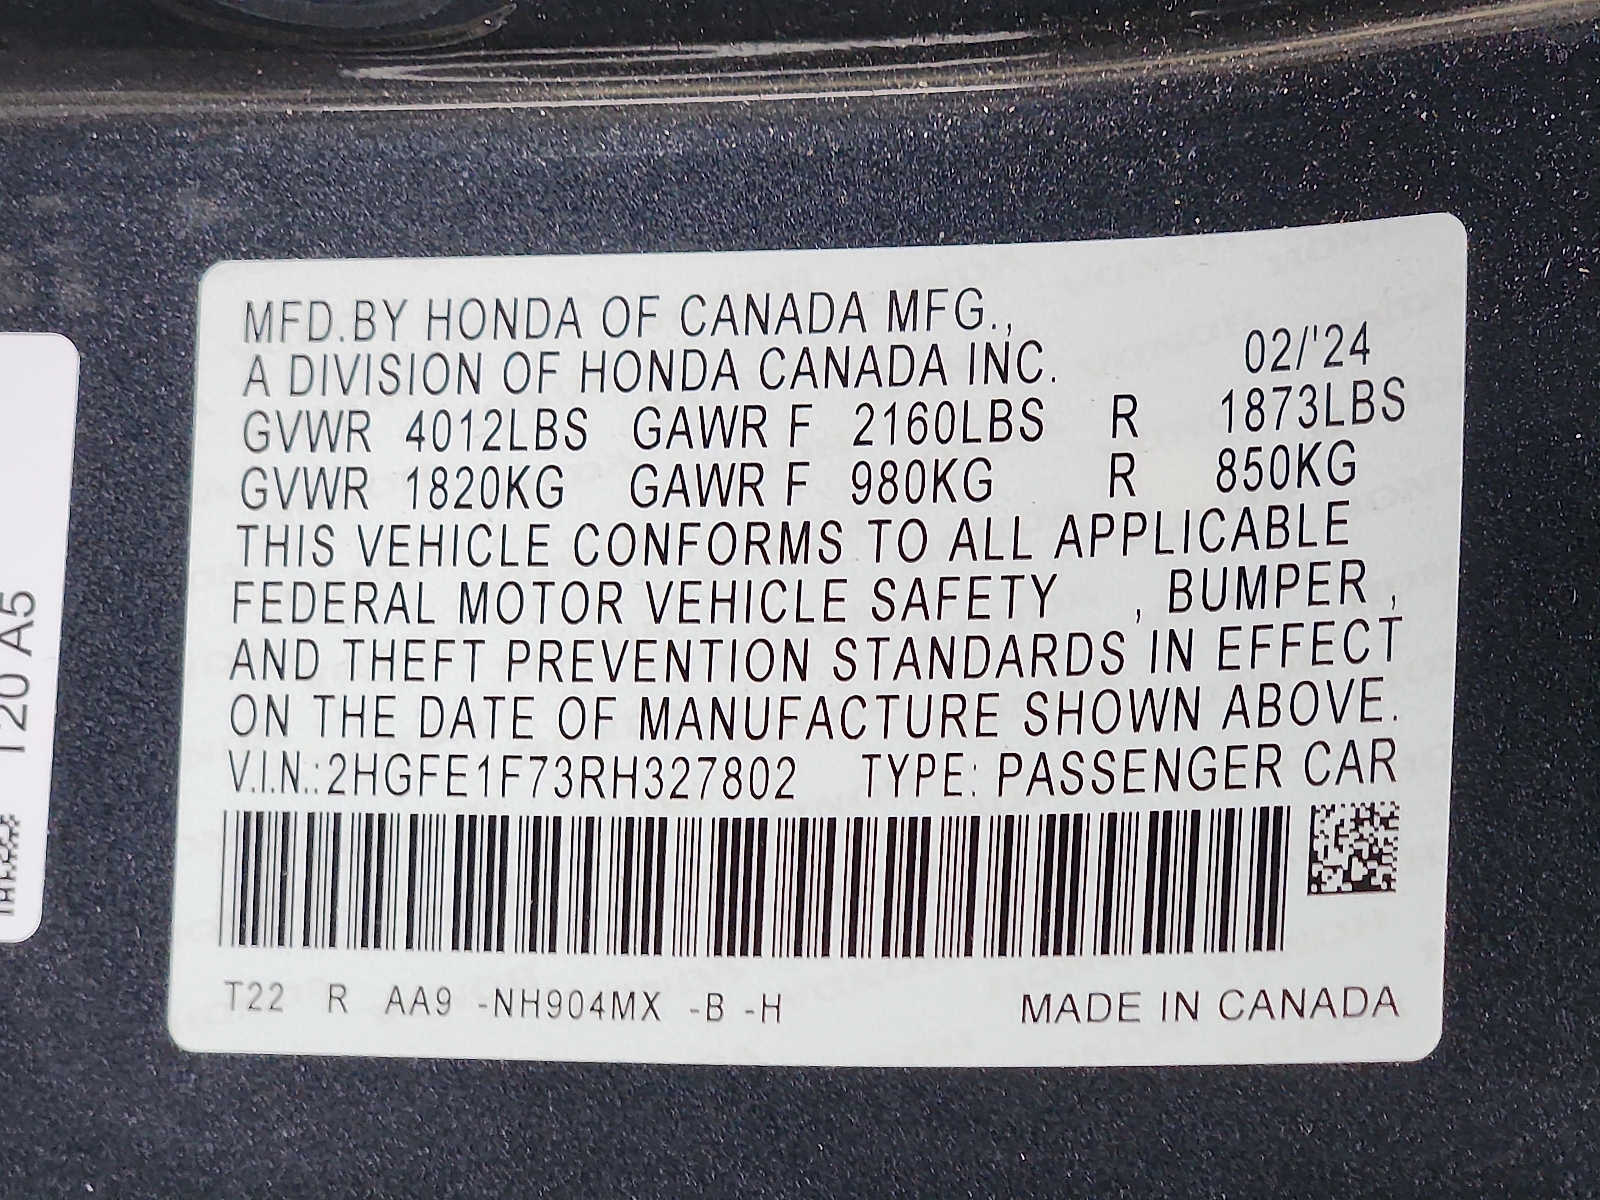 MFD.BY HONDA OF CANADA MFG.,
A DIVISION OF HONDA CANADA INC. 02/'24
GVWR 4012LBS GAWR F 2160LBS R 1873LBS
GVWR 1820KG GAWR F 980KG R 850KG
THIS VEHICLE CONFORMS TO ALL APPLICABLE
FEDERAL MOTOR VEHICLE SAFETY , BUMPER ,
AND THEFT PREVENTION STANDARDS IN EFFECT
ON THE DATE OF MANUFACTURE SHOWN ABOVE.
V.I.N.:2HGFE1F73RH327802 TYPE: PASSENGER CAR
T22 R AA9 -NH904MX -B -H MADE IN CANADA
T20 A5